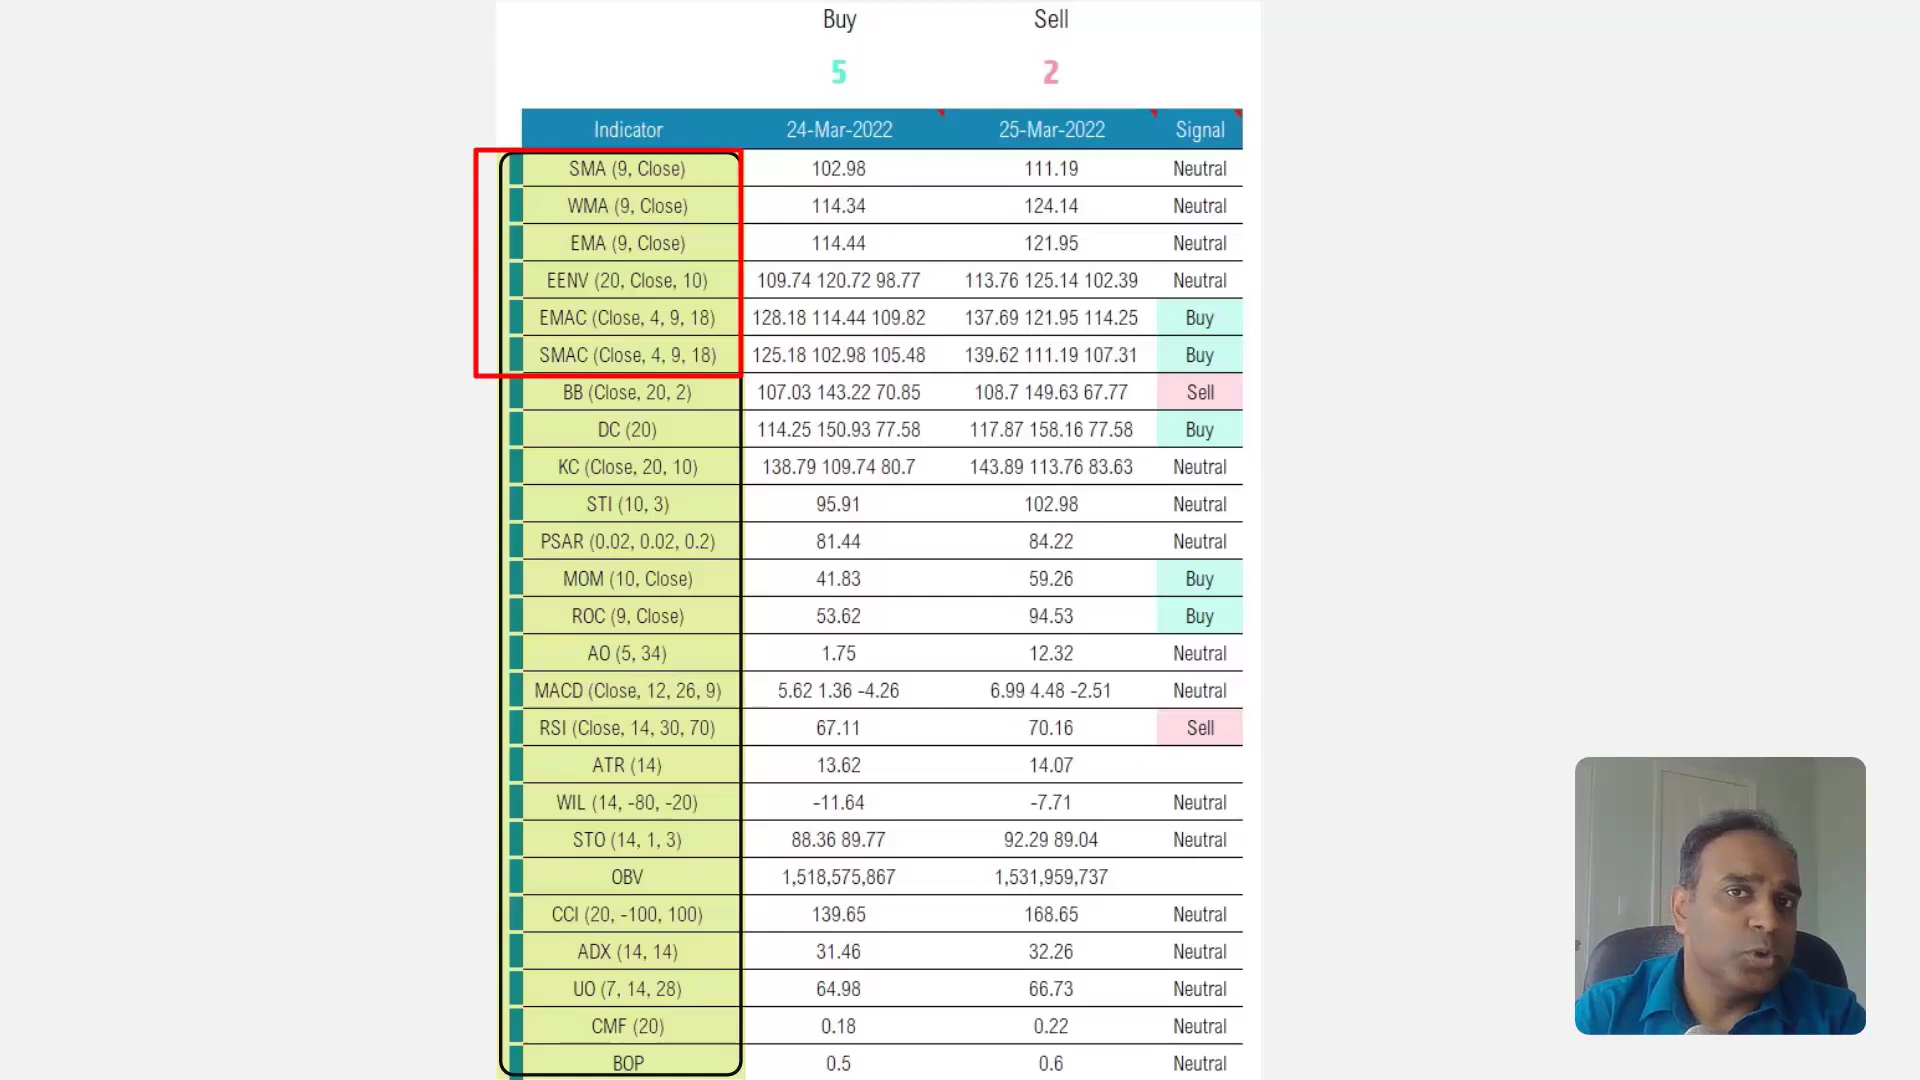 Buy Sell
5 2
Indicator 24-Mar-2022 25-Mar-2022 Signal
SMA (9, Close) 102.98 111.19 Neutral
WMA (9, Close) 114.34 124.14 Neutral
EMA (9, Close) 114.44 121.95 Neutral
EENV (20, Close, 10) 109.74 120.72 98.77 113.76 125.14 102.39 Neutral
EMAC (Close, 4, 9, 18) 128.18 114.44 109.82 137.69 121.95 114.25 Buy
SMAC (Close, 4, 9, 18) 125.18 102.98 105.48 139.62 111.19 107.31 Buy
BB (Close, 20, 2) 107.03 143.22 70.85 108.7 149.63 67.77 Sell
DC (20) 114.25 150.93 77.58 117.87 158.16 77.58 Buy
KC (Close, 20, 10) 138.79 109.74 80.7 143.89 113.76 83.63 Neutral
STI (10, 3) 95.91 102.98 Neutral
PSAR (0.02, 0.02, 0.2) 81.44 84.22 Neutral
MOM (10, Close) 41.83 59.26 Buy
ROC (9, Close) 53.62 94.53 Buy
AO (5, 34) 1.75 12.32 Neutral
MACD (Close, 12, 26, 9) 5.62 1.36 -4.26 6.99 4.48 -2.51 Neutral
RSI (Close, 14, 30, 70) 67.11 70.16 Sell
ATR (14) 13.62 14.07
WIL (14, -80, -20) -11.64 -7.71 Neutral
STO (14, 1, 3) 88.36 89.77 92.29 89.04 Neutral
OBV 1,518,575,867 1,531,959,737
CCI (20, -100, 100) 139.65 168.65 Neutral
ADX (14, 14) 31.46 32.26 Neutral
UO (7, 14, 28) 64.98 66.73 Neutral
CMF (20) 0.18 0.22 Neutral
BOP 0.5 0.6 Neutral